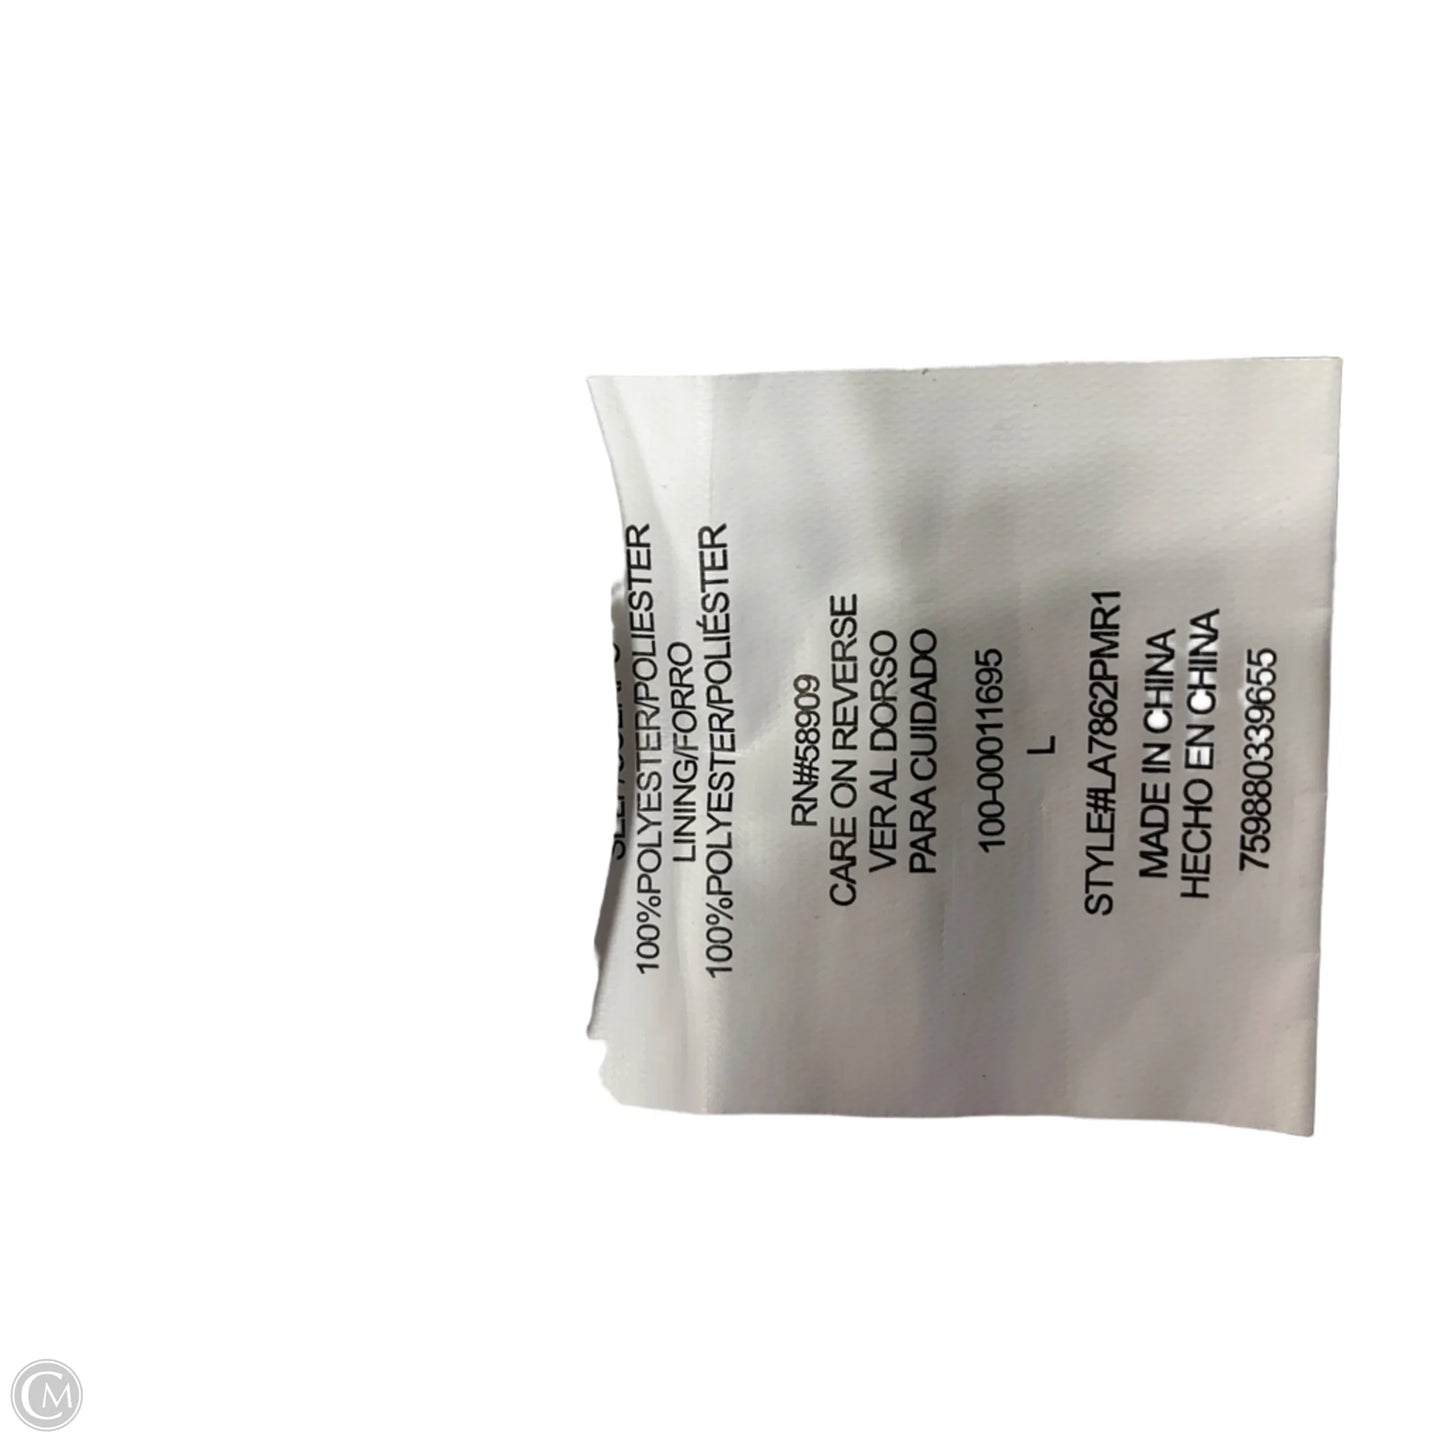 100%POLYESTER/POLIESTER
LINING/FORRO
100%POLYESTER/POLIÉSTER
RN#58909
CARE ON REVERSE
VER AL DORSO
PARA CUIDADO
100-00011695
L
STYLE#LA7862PMR1
MADE IN CHINA
HECHO EN CHINA
759880339655
CM